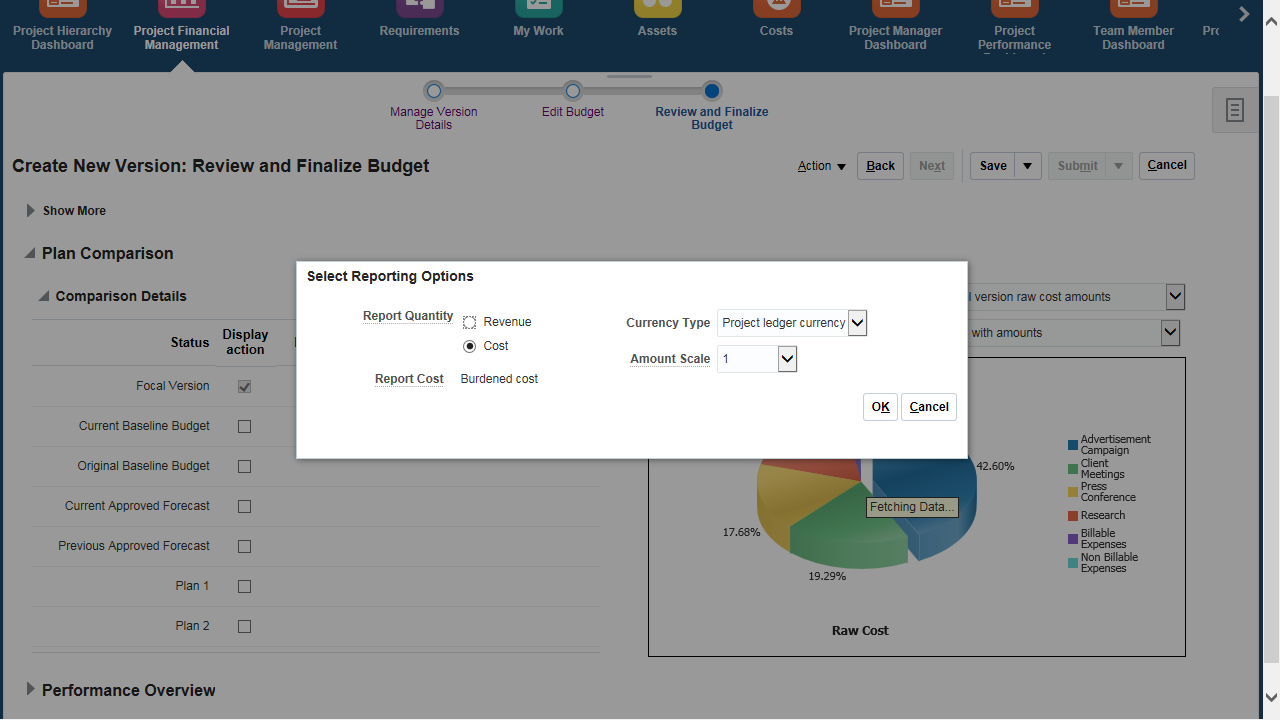 Project Hierarchy
Dashboard
Project Financial
Management
Project
Management
Requirements
My Work
Assets
Costs
Project Manager
Dashboard
Project
Performance
Team Member
Dashboard
Manage Version
Details
Edit Budget
Review and Finalize
Budget
Create New Version: Review and Finalize Budget
Action
Back
Next
Save
Submit
Cancel
Show More
Plan Comparison
Comparison Details
Status
Display
action
Focal Version
Current Baseline Budget
Original Baseline Budget
Current Approved Forecast
Previous Approved Forecast
Plan 1
Plan 2
version raw cost amounts
with amounts
Select Reporting Options
Report Quantity
Revenue
Cost
Report Cost
Burdened cost
Currency Type
Project ledger currency
Amount Scale
1
OK
Cancel
42.60%
17.68%
19.29%
Fetching Data...
Advertisement
Campaign
Client
Meetings
Press
Conference
Research
Billable
Expenses
Non Billable
Expenses
Raw Cost
Performance Overview